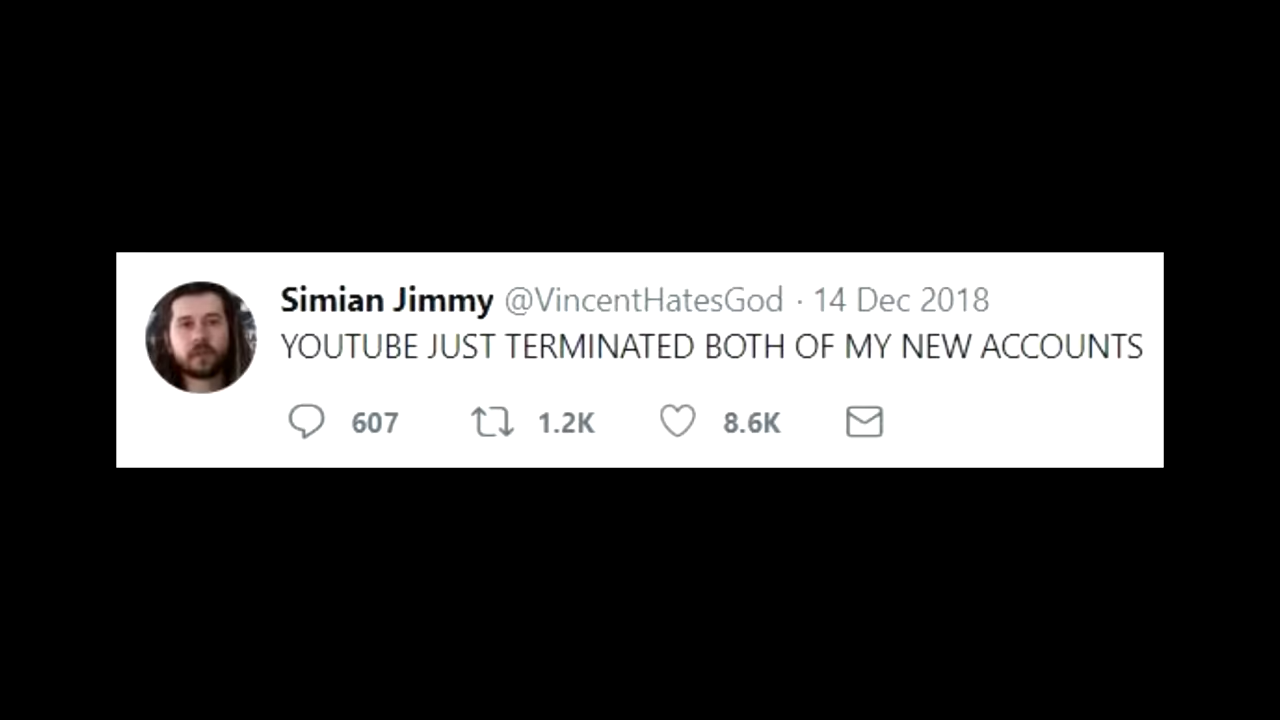 Simian Jimmy @VincentHatesGod · 14 Dec 2018
YOUTUBE JUST TERMINATED BOTH OF MY NEW ACCOUNTS
607 1.2K 8.6K